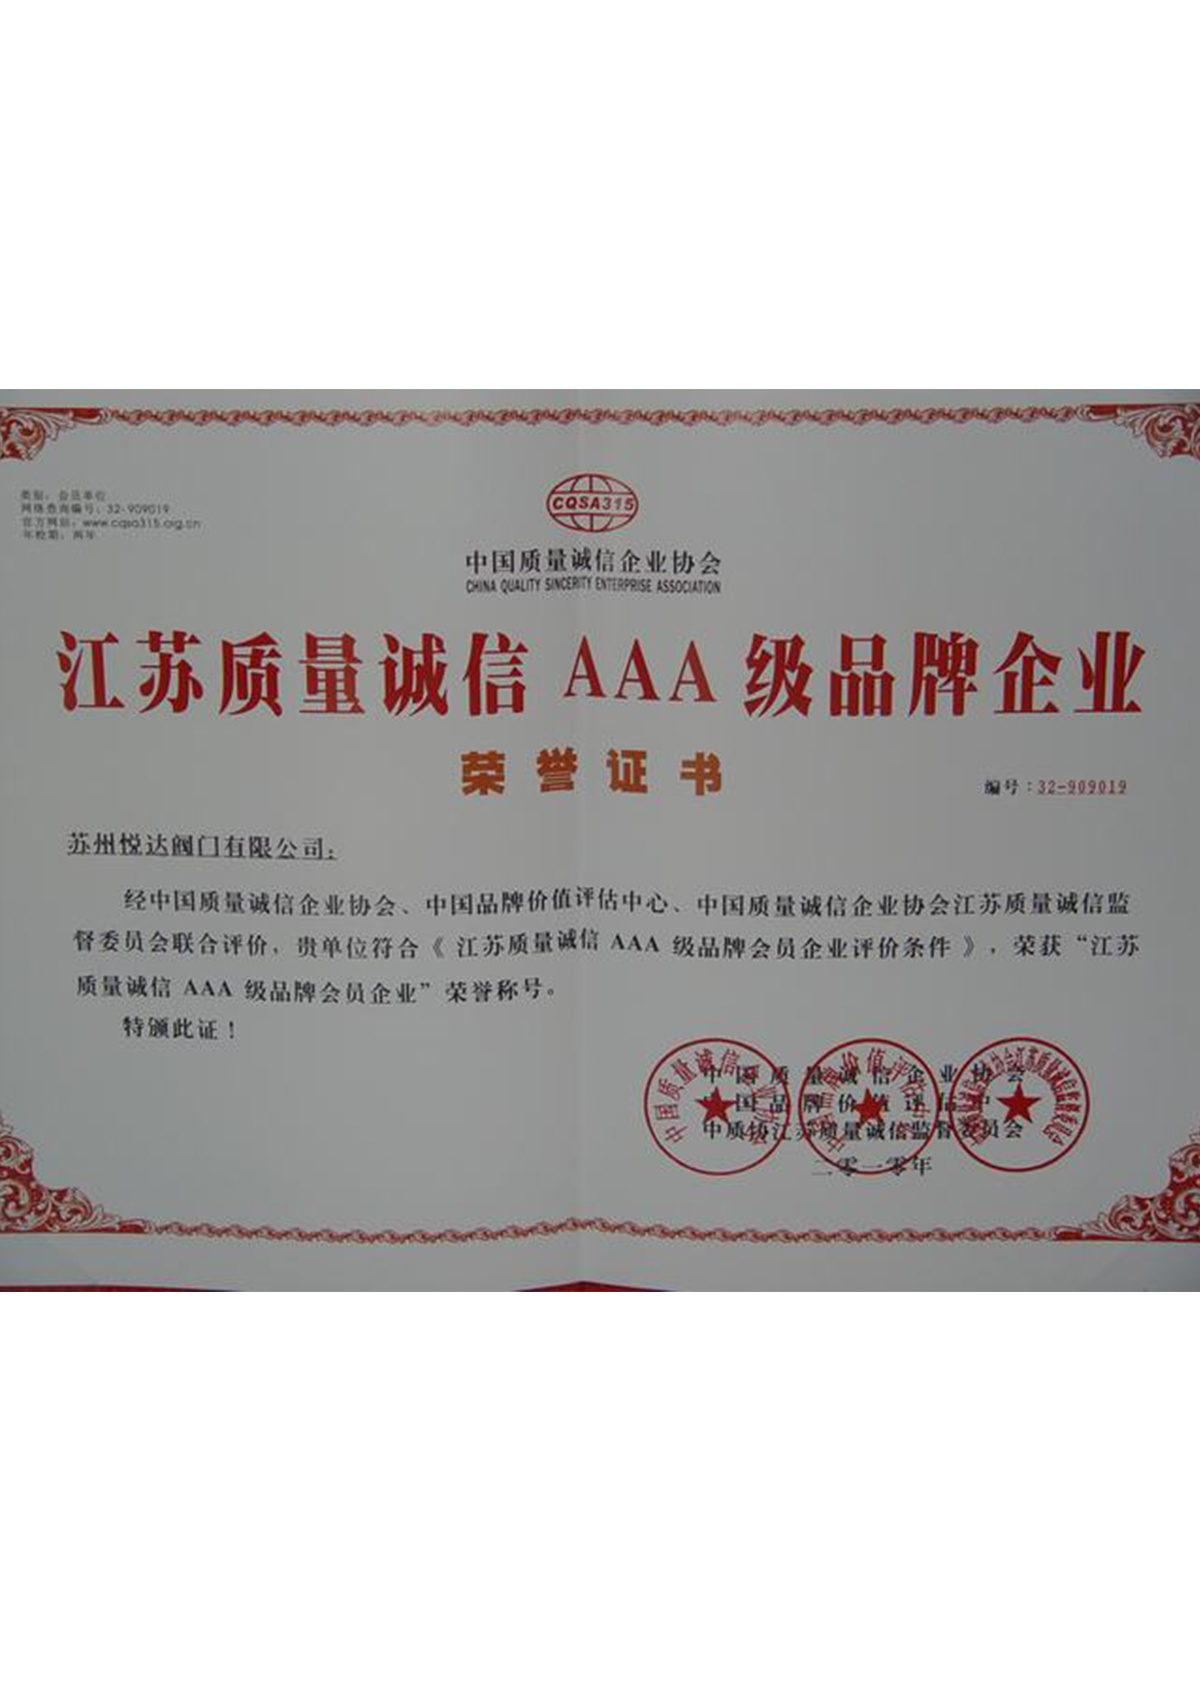 类别：会员单位
网络查询编号：32-909019
官方网站：www.cqsa315.org.cn
年检期：两年
CQSA315
中国质量诚信企业协会
CHINA QUALITY SINCERITY ENTERPRISE ASSOCIATION
江苏质量诚信 AAA 级品牌企业
荣誉证书
编号：32-909019
苏州悦达阀门有限公司：
经中国质量诚信企业协会、中国品牌价值评估中心、中国质量诚信企业协会江苏质量诚信监
督委员会联合评价，贵单位符合《江苏质量诚信 AAA 级品牌会员企业评价条件》，荣获“江苏
质量诚信 AAA 级品牌会员企业”荣誉称号。
特颁此证！
中国质量诚信企业协会
中国品牌价值评估中
中质协江苏质量诚信监督委员会
二零一零年